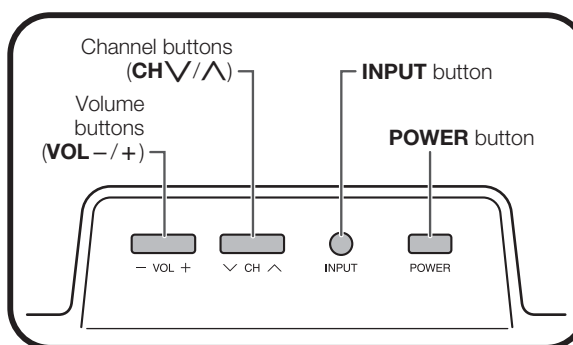 Channel buttons
(CH∨/∧)
INPUT button
Volume
buttons
(VOL−/+)
POWER button
− VOL +
∨ CH ∧
INPUT
POWER